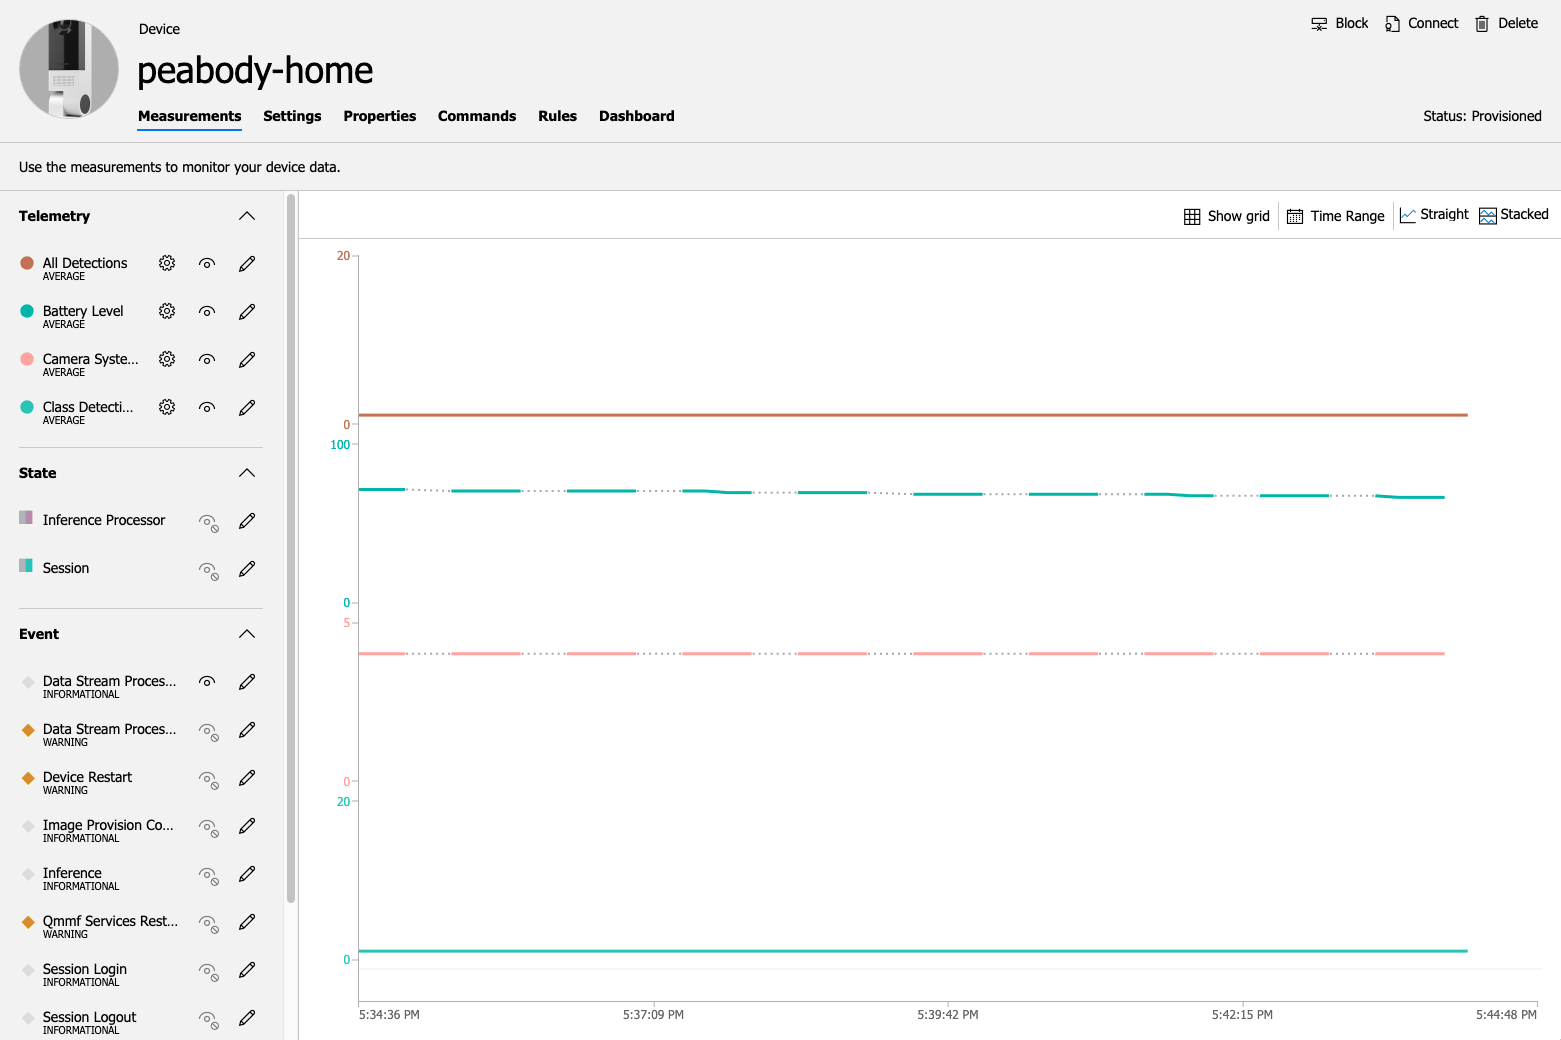 Device
peabody-home
Block
Connect
Delete
Measurements
Settings
Properties
Commands
Rules
Dashboard
Status: Provisioned
Use the measurements to monitor your device data.
Telemetry
All Detections
AVERAGE
Battery Level
AVERAGE
Camera Syste...
AVERAGE
Class Detecti...
AVERAGE
State
Inference Processor
Session
Event
Data Stream Proces...
INFORMATIONAL
Data Stream Proces...
WARNING
Device Restart
WARNING
Image Provision Co...
INFORMATIONAL
Inference
INFORMATIONAL
Qmmf Services Rest...
WARNING
Session Login
INFORMATIONAL
Session Logout
INFORMATIONAL
Show grid
Time Range
Straight
Stacked
20
0
100
0
5
0
20
0
5:34:36 PM
5:37:09 PM
5:39:42 PM
5:42:15 PM
5:44:48 PM